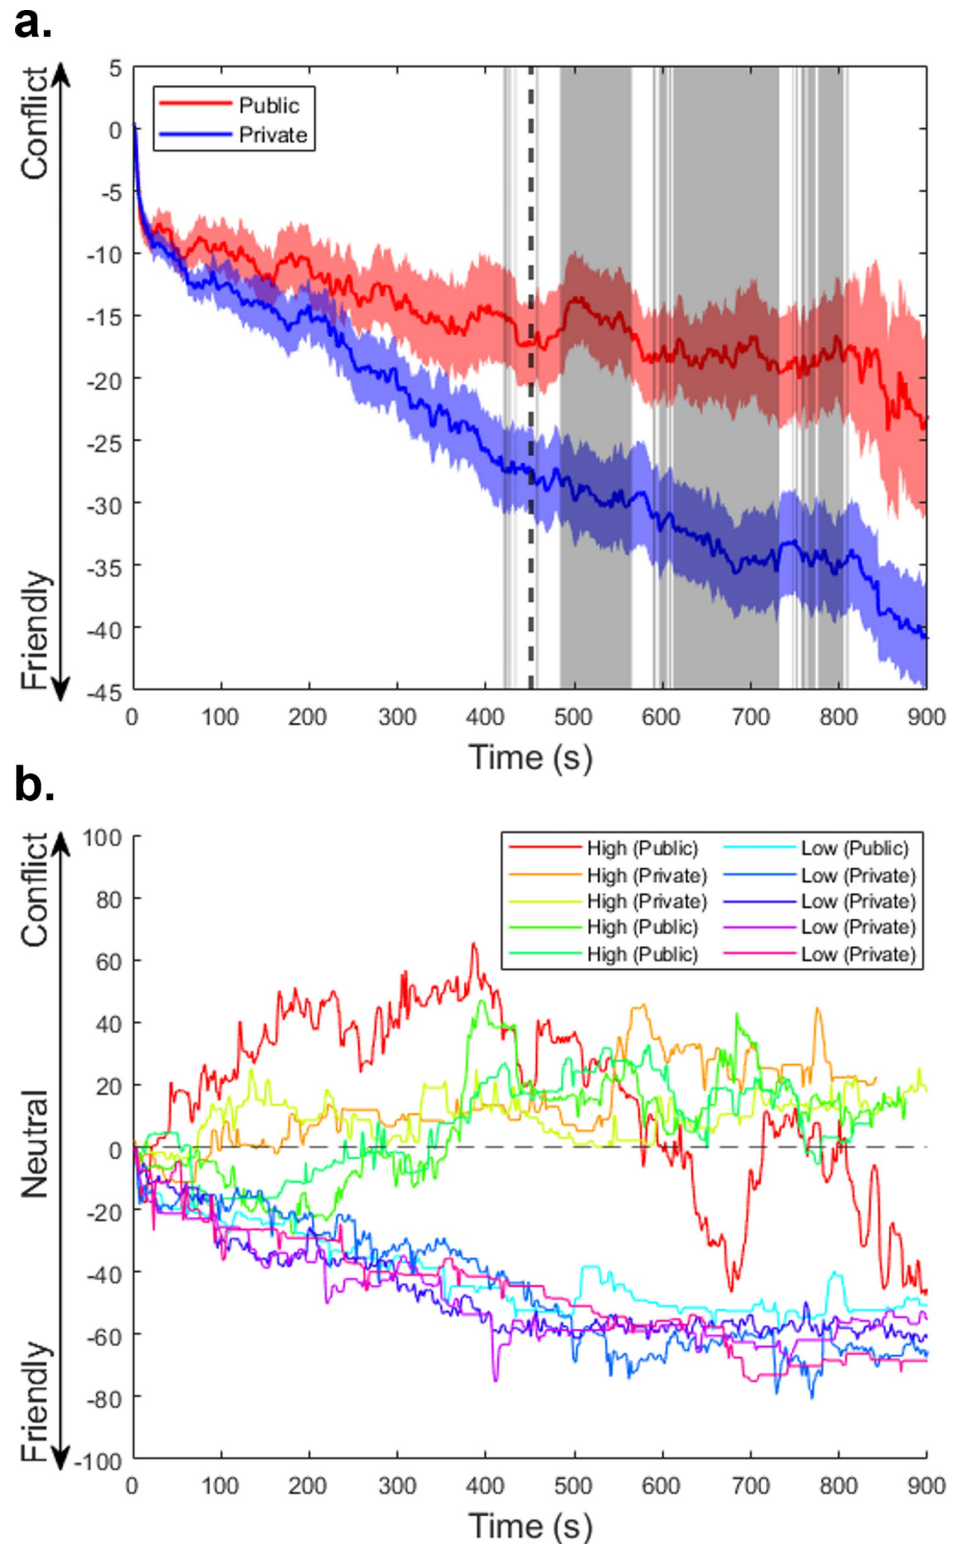 a.
Conflict
Friendly
5
0
-5
-10
-15
-20
-25
-30
-35
-40
-45
Public
Private
0 100 200 300 400 500 600 700 800 900
Time (s)
b.
Conflict
Neutral
Friendly
100
80
60
40
20
0
-20
-40
-60
-80
-100
High (Public) Low (Public)
High (Private) Low (Private)
High (Private) Low (Private)
High (Public) Low (Private)
High (Public) Low (Private)
0 100 200 300 400 500 600 700 800 900
Time (s)